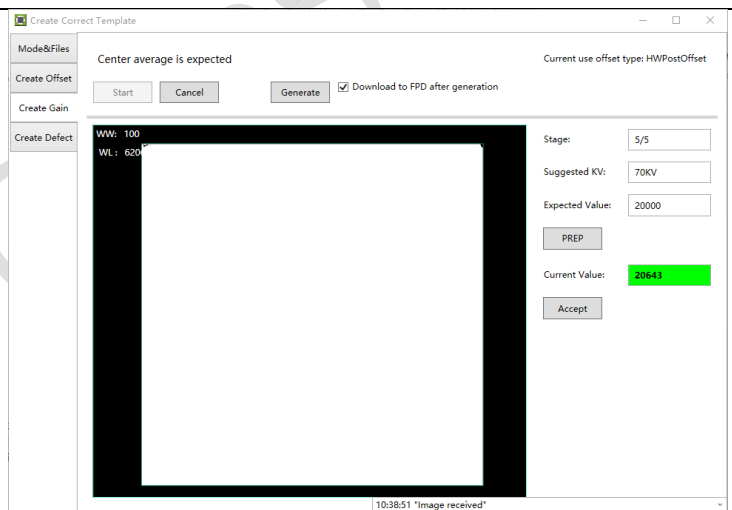 Create Correct Template
Mode&Files
Create Offset
Create Gain
Create Defect
Center average is expected
Current use offset type: HWPostOffset
Start
Cancel
Generate
Download to FPD after generation
WW: 100
WL: 620
Stage:
5/5
Suggested KV:
70KV
Expected Value:
20000
PREP
Current Value:
20643
Accept
10:38:51 "Image received"